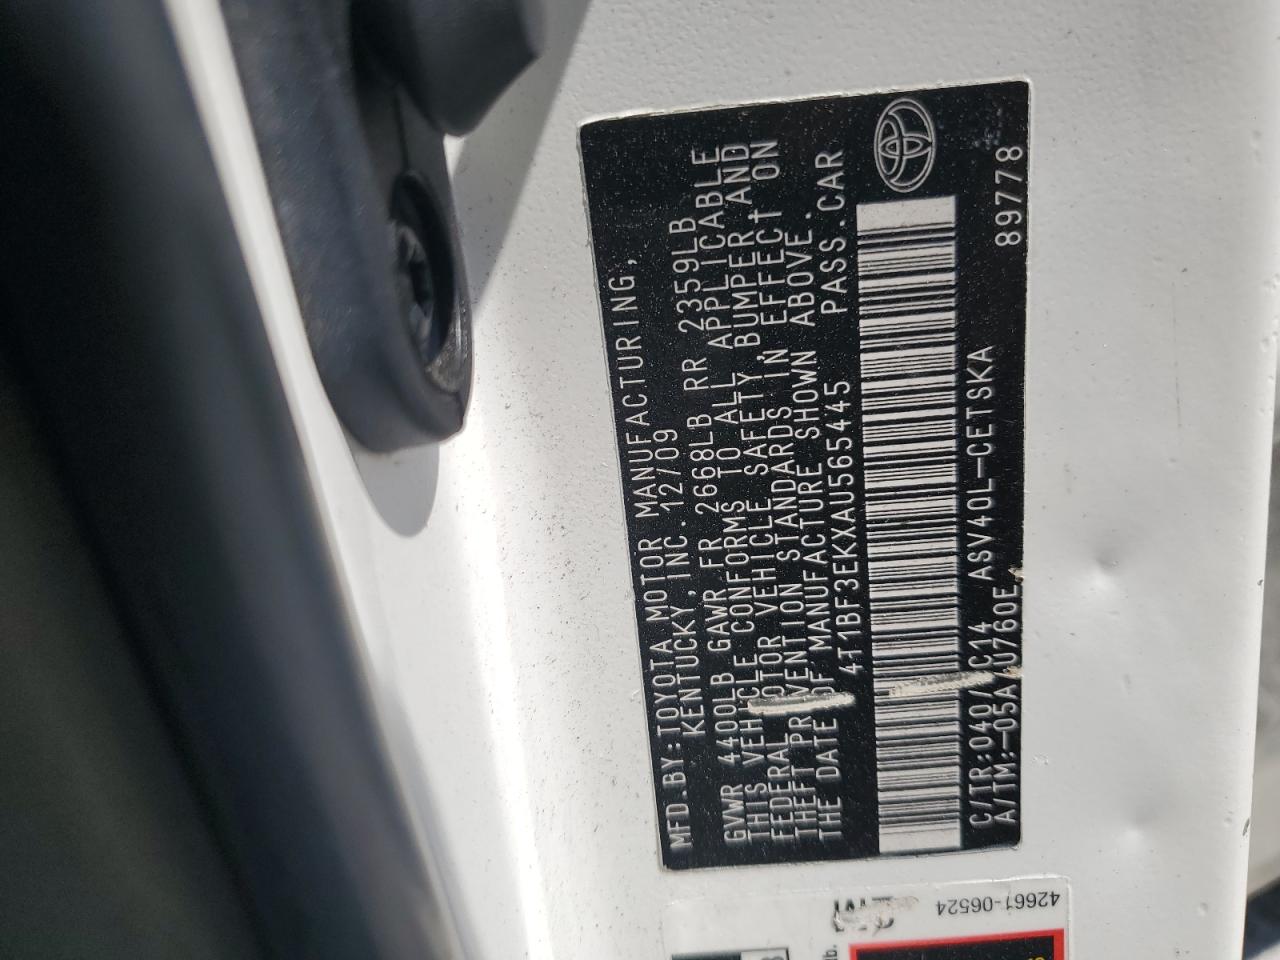 MFD.BY:TOYOTA MOTOR MANUFACTURING,
KENTUCKY,INC. 12/09
GVWR 4400LB GAWR FR 2668LB RR 2359LB
THIS VEHICLE CONFORMS TO ALL APPLICABLE
FEDERAL MOTOR VEHICLE SAFETY,BUMPER,AND
THEFT PREVENTION STANDARDS IN EFFECT ON
THE DATE OF MANUFACTURE SHOWN ABOVE.
4T1BF3EKXAU565445 PASS.CAR
C/TR:040/ C14 ASV40L-CETSKA
A/TM:-05A/U760E 89778
42661-06524
lb.